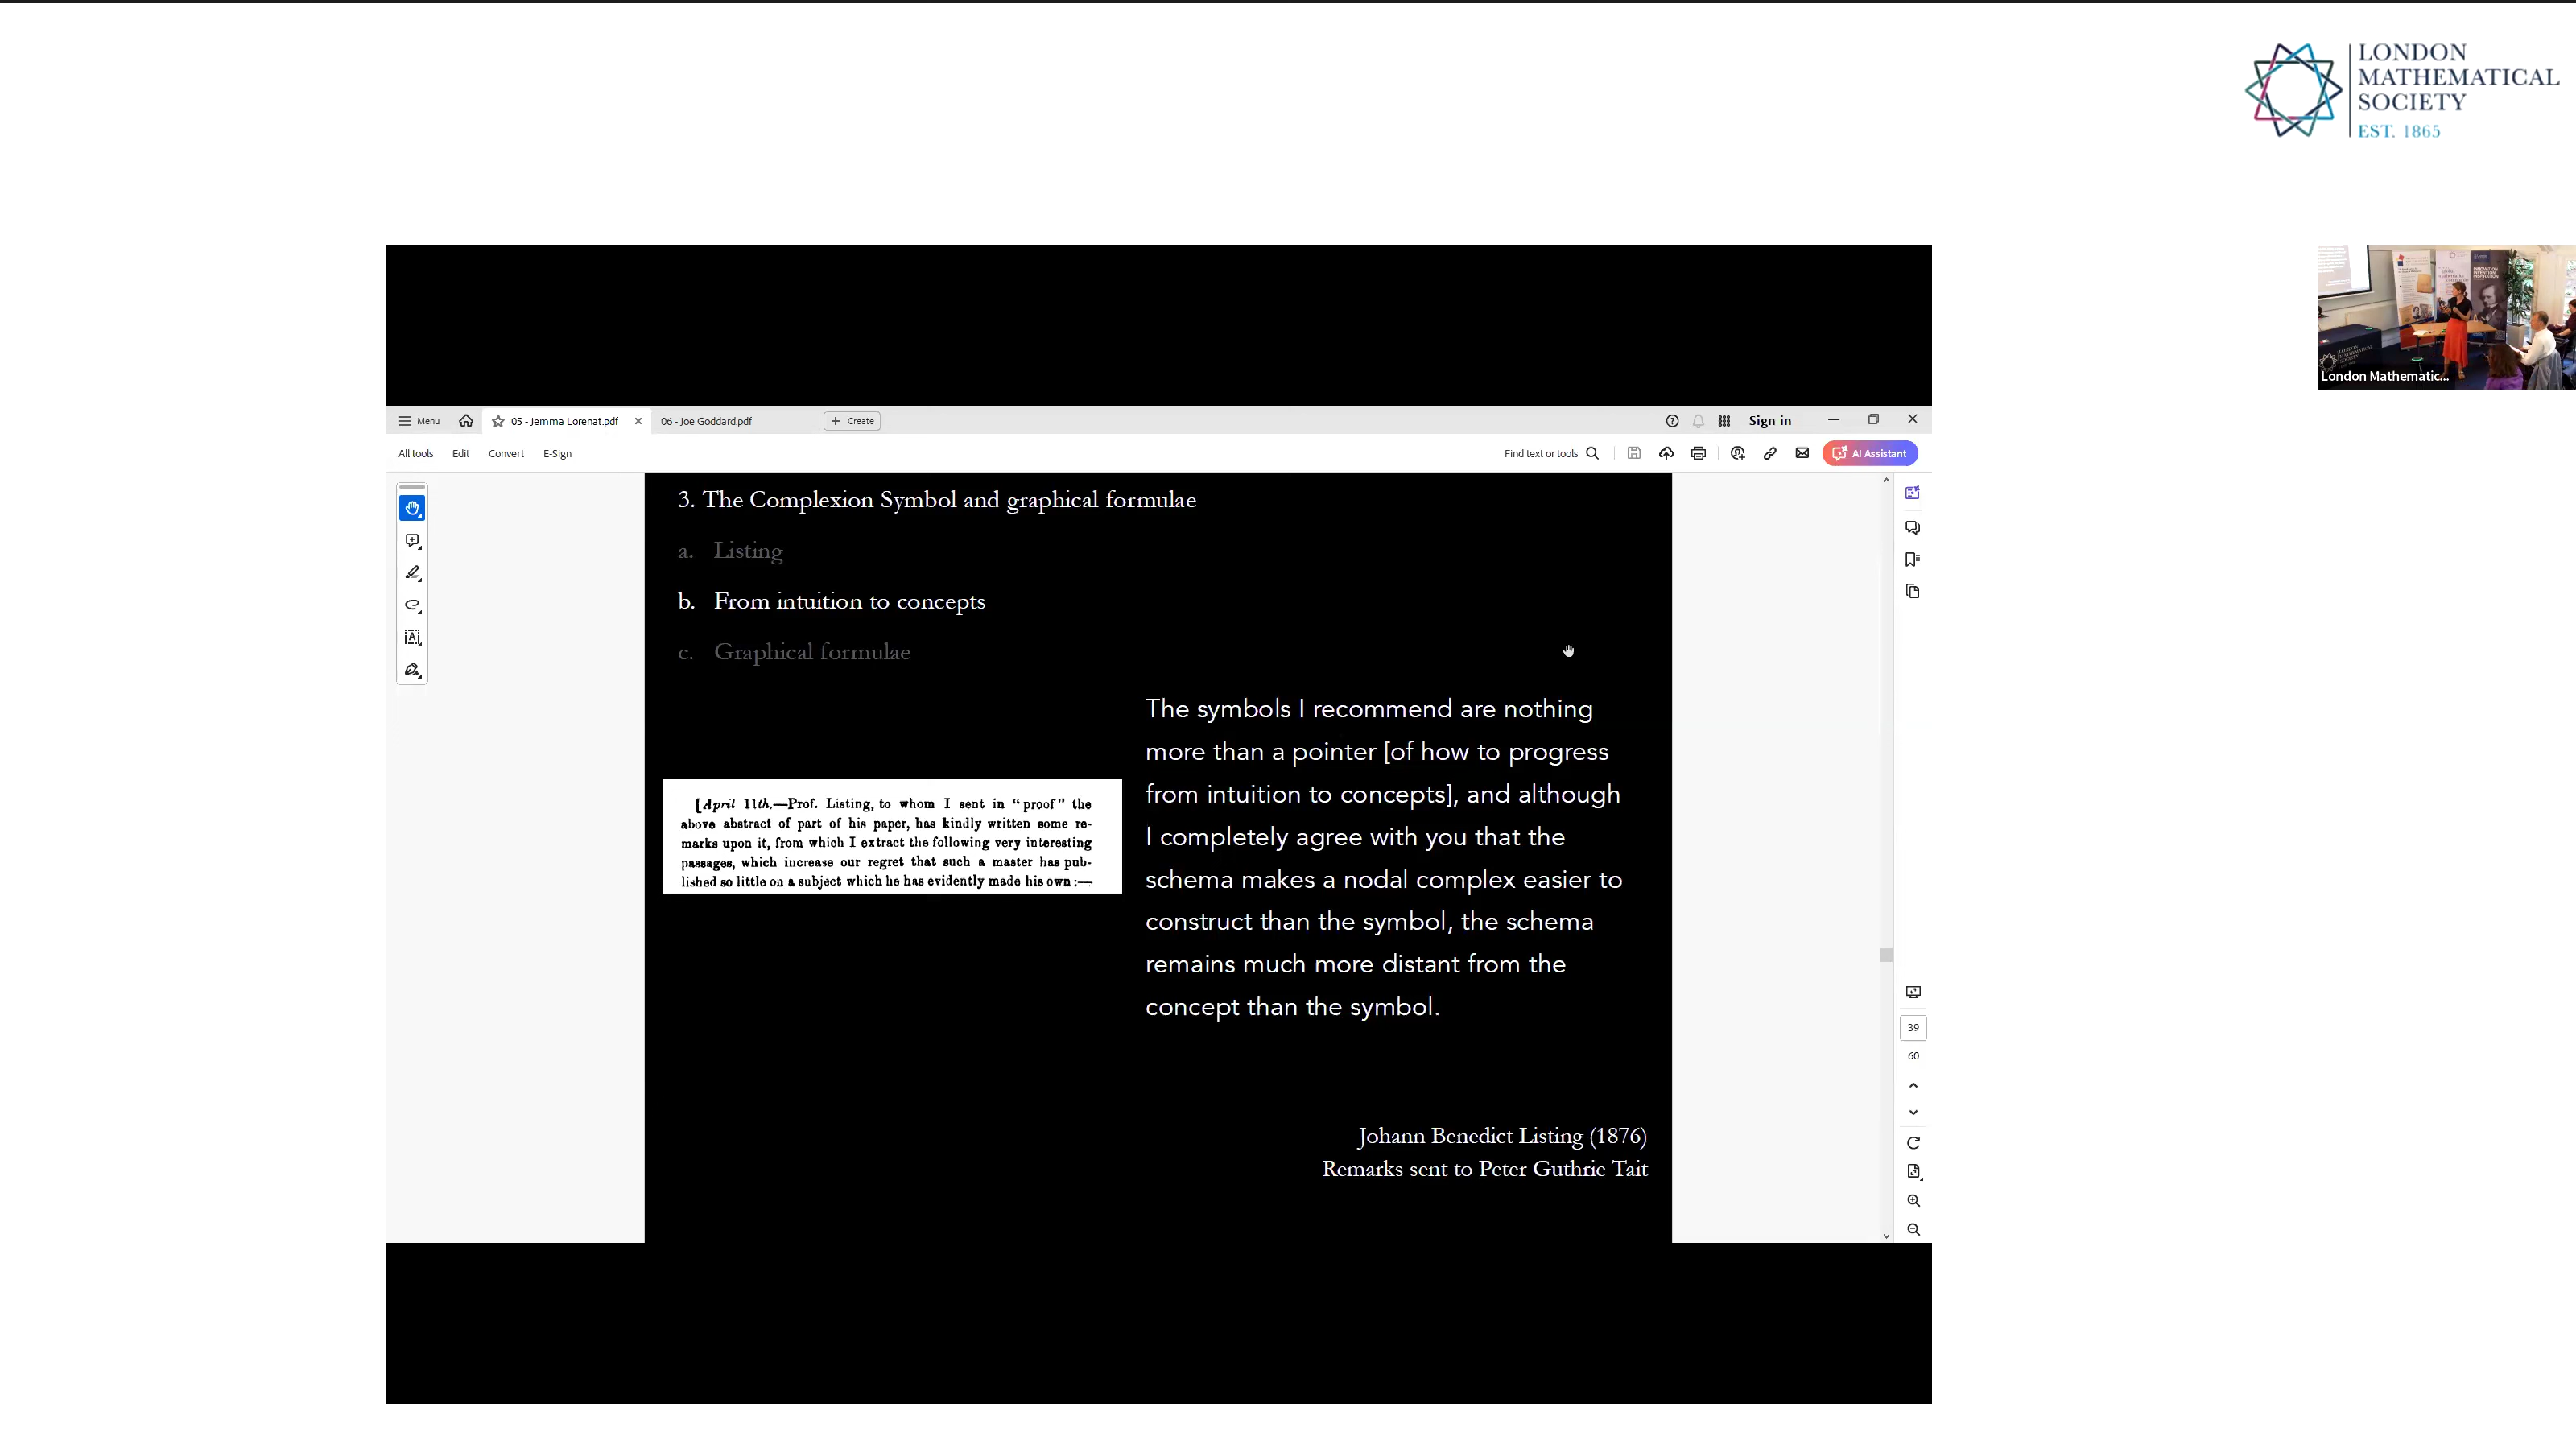 LONDON
MATHEMATICAL
SOCIETY
EST. 1865
London Mathematic...
Menu
05 - Jemma Lorenat.pdf
06 - Joe Goddard.pdf
Create
Sign in
All tools
Edit
Convert
E-Sign
Find text or tools
AI Assistant
3. The Complexion Symbol and graphical formulae
a. Listing
b. From intuition to concepts
c. Graphical formulae
[April 11th.—Prof. Listing, to whom I sent in "proof" the
above abstract of part of his paper, has kindly written some re-
marks upon it, from which I extract the following very interesting
passages, which increase our regret that such a master has pub-
lished so little on a subject which he has evidently made his own :—
The symbols I recommend are nothing
more than a pointer [of how to progress
from intuition to concepts], and although
I completely agree with you that the
schema makes a nodal complex easier to
construct than the symbol, the schema
remains much more distant from the
concept than the symbol.
Johann Benedict Listing (1876)
Remarks sent to Peter Guthrie Tait
39
60